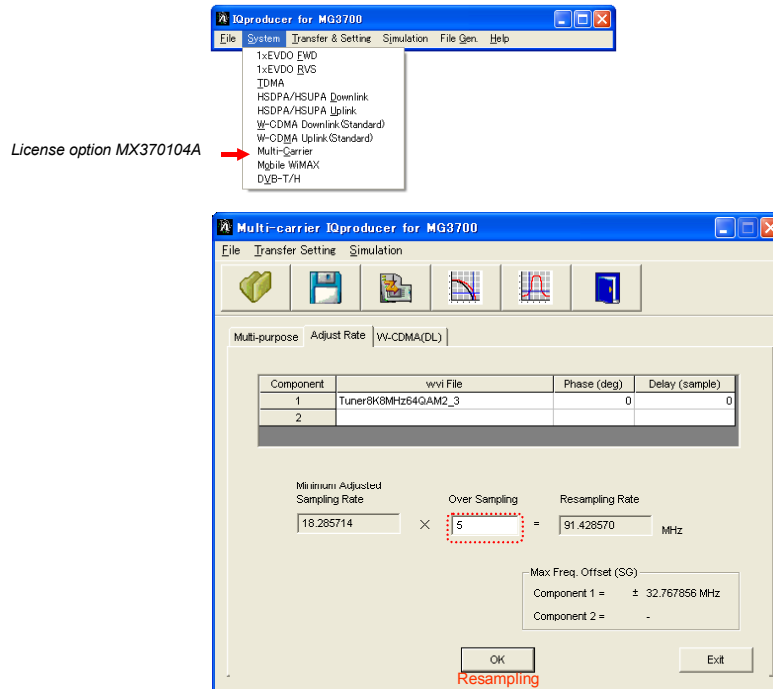 IQproducer for MG3700
File System Transfer & Setting Simulation File Gen. Help
1xEVDO FWD
1xEVDO RVS
TDMA
HSDPA/HSUPA Downlink
HSDPA/HSUPA Uplink
W-CDMA Downlink(Standard)
W-CDMA Uplink(Standard)
License option MX370104A
Multi-Carrier
Mobile WiMAX
DVB-T/H
Multi-carrier IQproducer for MG3700
File Transfer Setting Simulation
Multi-purpose Adjust Rate W-CDMA(DL)
Component wvi File Phase (deg) Delay (sample)
1 Tuner8K8MHz64QAM2_3 0 0
2
Minimum Adjusted
Sampling Rate Over Sampling Resampling Rate
18.285714 × 5 = 91.428570 MHz
Max Freq. Offset (SG)
Component 1 = ± 32.767856 MHz
Component 2 = -
OK Exit
Resampling